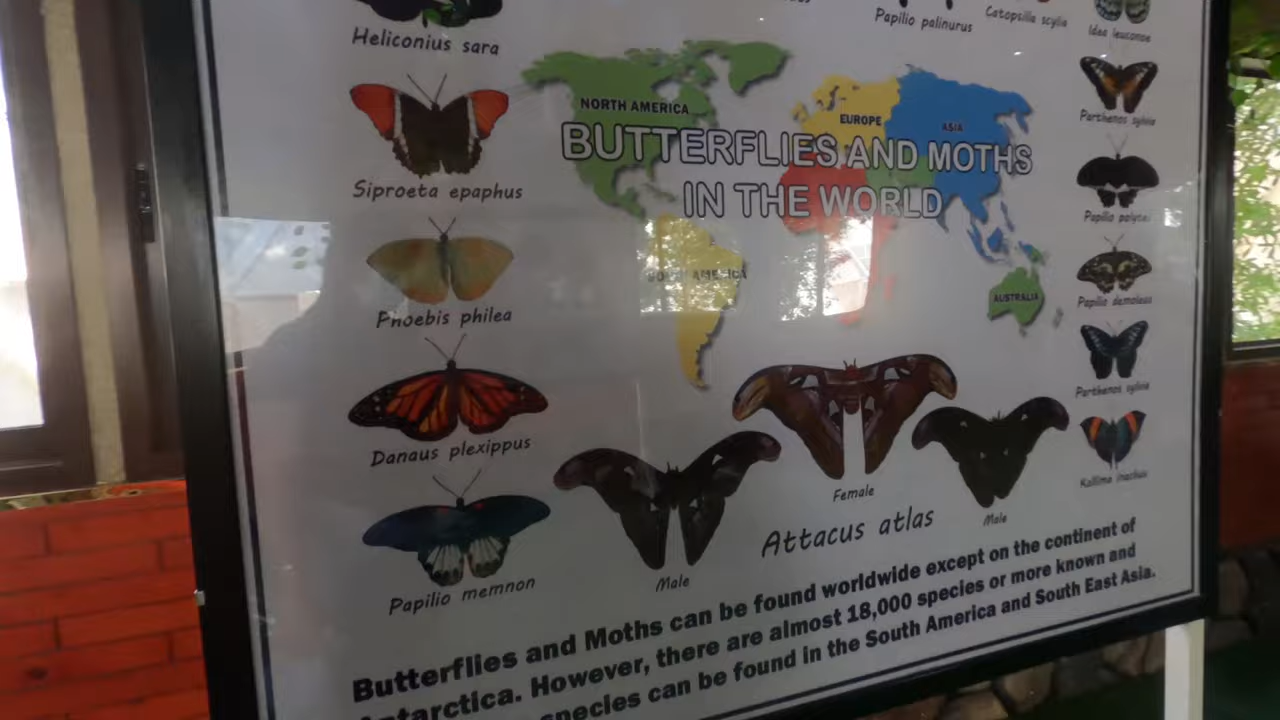 Heliconius sara
Papilio palinurus
Catopsilla scylla
Idea leuconoe
Siproeta epaphus
Phoebis philea
Danaus plexippus
Papilio memnon
NORTH AMERICA
EUROPE
ASIA
BUTTERFLIES AND MOTHS
IN THE WORLD
SOUTH AMERICA
AUSTRALIA
Parthenos sylvia
Papilio polytes
Papilio demoleus
Parthenos sylvia
Kallima inachus
Female
Male
Attacus atlas
Male
Butterflies and Moths can be found worldwide except on the continent of
Antarctica. However, there are almost 18,000 species or more known and
species can be found in the South America and South East Asia.